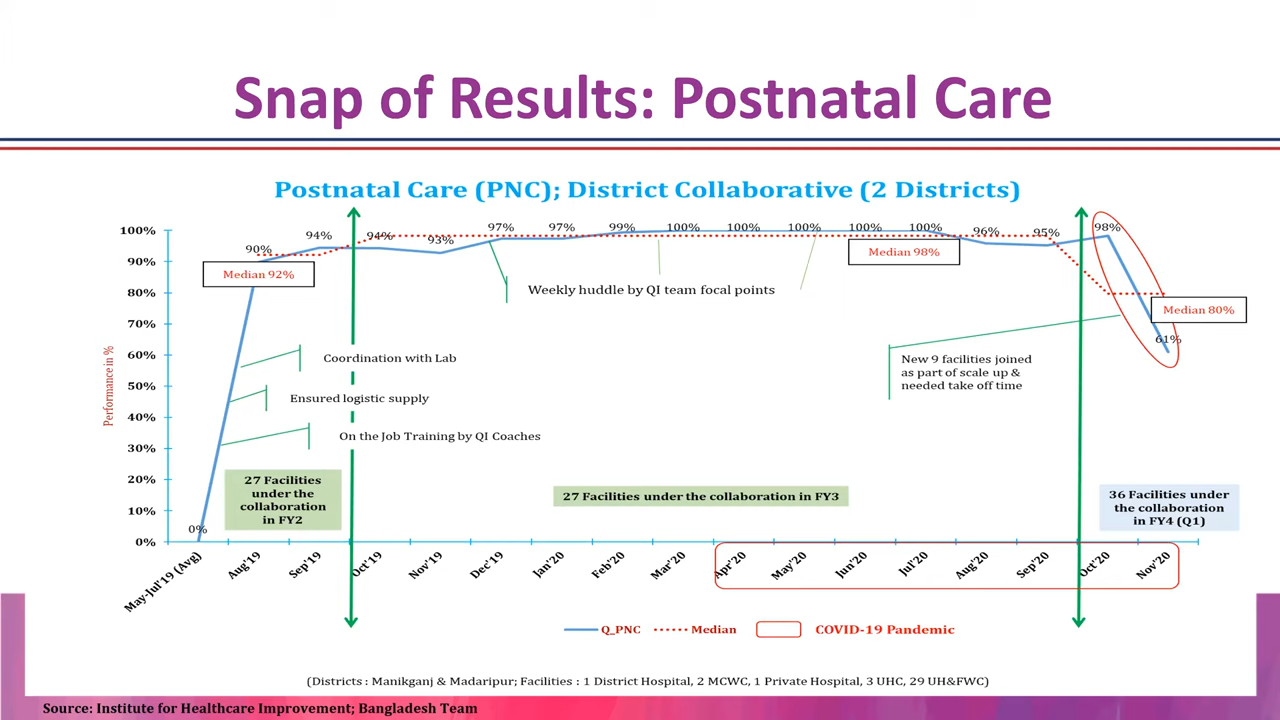 Snap of Results: Postnatal Care
Postnatal Care (PNC); District Collaborative (2 Districts)
Performance in %
100%
90%
80%
70%
60%
50%
40%
30%
20%
10%
0%
0%
90%
94%
94%
93%
97%
97%
99%
100%
100%
100%
100%
100%
96%
95%
98%
61%
Median 92%
Median 98%
Median 80%
Weekly huddle by QI team focal points
Coordination with Lab
Ensured logistic supply
On the Job Training by QI Coaches
New 9 facilities joined
as part of scale up &
needed take off time
27 Facilities
under the
collaboration
in FY2
27 Facilities under the collaboration in FY3
36 Facilities under
the collaboration
in FY4 (Q1)
May-Jul'19 (Avg)
Aug'19
Sep'19
Oct'19
Nov'19
Dec'19
Jan'20
Feb'20
Mar'20
Apr'20
May'20
Jun'20
Jul'20
Aug'20
Sep'20
Oct'20
Nov'20
Q_PNC
Median
COVID-19 Pandemic
(Districts : Manikganj & Madaripur; Facilities : 1 District Hospital, 2 MCWC, 1 Private Hospital, 3 UHC, 29 UH&FWC)
Source: Institute for Healthcare Improvement; Bangladesh Team